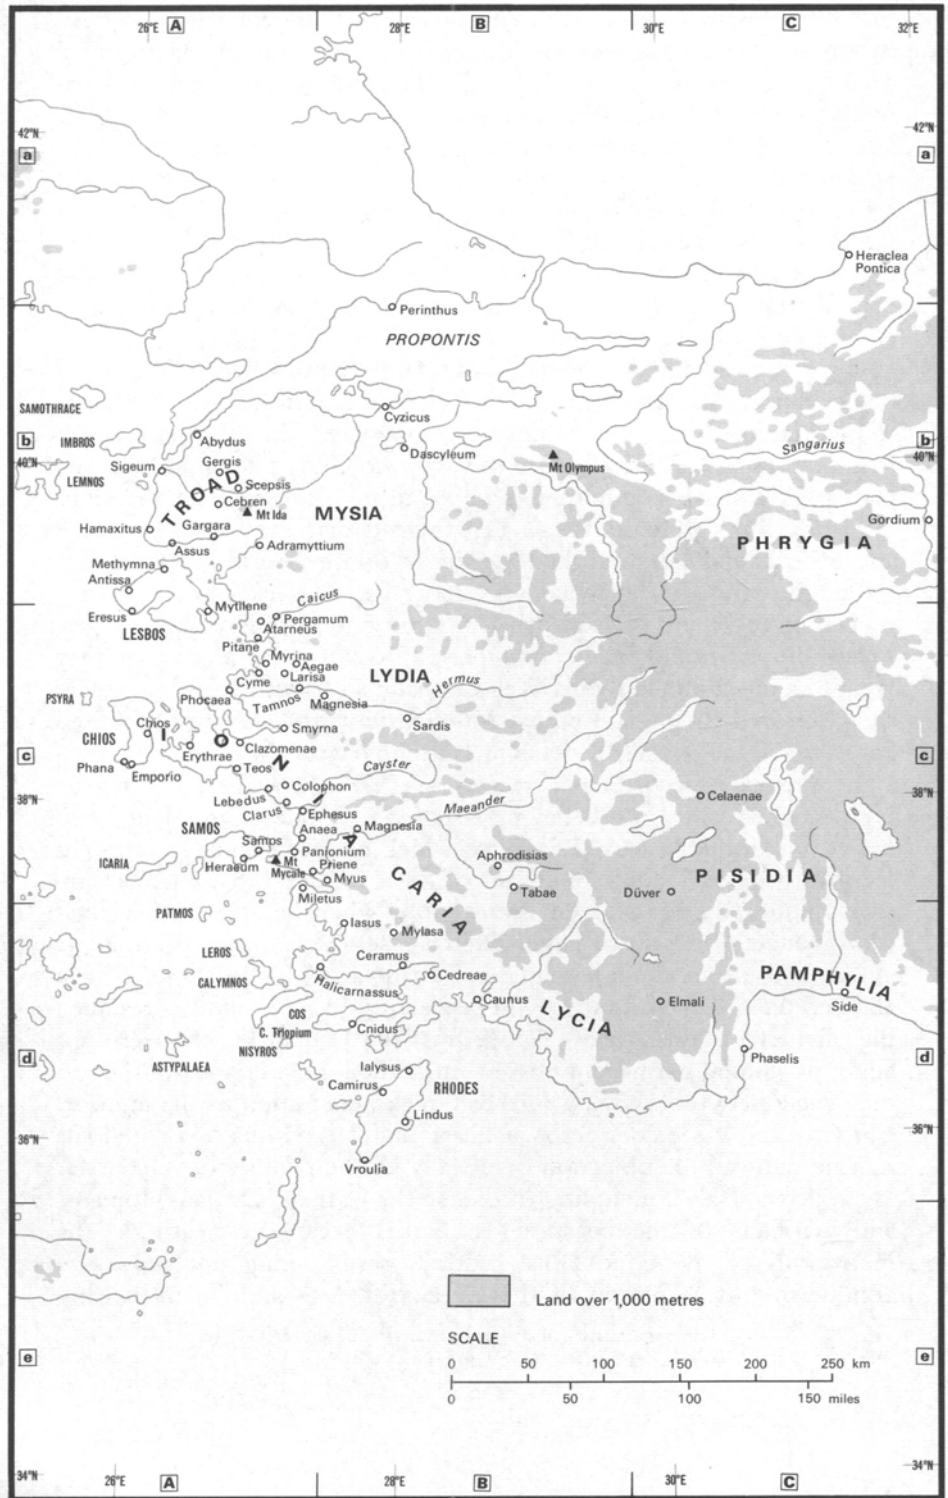 26°E
A
28°E
B
30°E
C
32°E
42°N
42°N
a
a
Heraclea
Pontica
Perinthus
PROPONTIS
SAMOTHRACE
Cyzicus
IMBROS
b
Abydus
Dascyleum
Sangarius
b
40°N
40°N
Sigeum
Gergis
Mt Olympus
LEMNOS
Scepsis
TROAD
Cebren
Mt Ida
MYSIA
Gordium
Hamaxitus
Gargara
PHRYGIA
Assus
Adramyttium
Methymna
Antissa
Caicus
Eresus
Mytilene
Pergamum
LESBOS
Atarneus
Pitane
Myrina
Aegae
LYDIA
Larisa
Cyme
Hermus
PSYRA
Phocaea
Tamnos
Magnesia
Sardis
Chios
Smyrna
CHIOS
IONIA
Clazomenae
Erythrae
c
c
Phana
Emporio
Teos
Cayster
Colophon
Lebedus
Celaenae
38°N
38°N
Clarus
Ephesus
Maeander
SAMOS
Anaea
Magnesia
Samos
Panionium
ICARIA
Heraeum
Mt
Mycale
Priene
Aphrodisias
Myus
CARIA
Tabae
Düver
PISIDIA
Miletus
PATMOS
Iasus
Mylasa
LEROS
Ceramus
CALYMNOS
Halicarnassus
Cedreae
PAMPHYLIA
Caunus
Elmali
Side
COS
LYCIA
C. Triopium
Cnidus
NISYROS
d
d
ASTYPALAEA
Phaselis
Ialysus
Camirus
RHODES
Lindus
36°N
36°N
Vroulia
Land over 1,000 metres
SCALE
e
e
0 50 100 150 200 250 km
0 50 100 150 miles
34°N
34°N
26°E
A
28°E
B
30°E
C